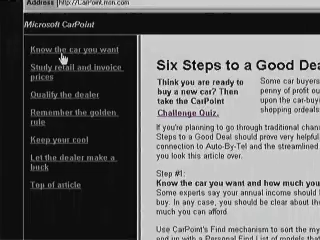 Address http://CarPoint.msn.com
Microsoft CarPoint
Know the car you want
Study retail and invoice
prices
Qualify the dealer
Remember the golden
rule
Keep your cool
Let the dealer make a
buck
Top of article
Six Steps to a Good Dea
Think you are ready to
buy a new car? Then
take the CarPoint
Challenge Quiz.
Some car buyers
penny of profit ou
upon the car-buy
shopping ordeals
If you're planning to go through traditional chan
Steps to a Good Deal should prove very helpful.
connection to Auto-By-Tel and the streamlined
you look this article over.
Step #1:
Know the car you want and how much you
Some experts say your annual income should
buy. In any case, you should be clear about the
much you can afford
Use CarPoint's Find mechanism to sort the my
end up with a Personal Find List of models that